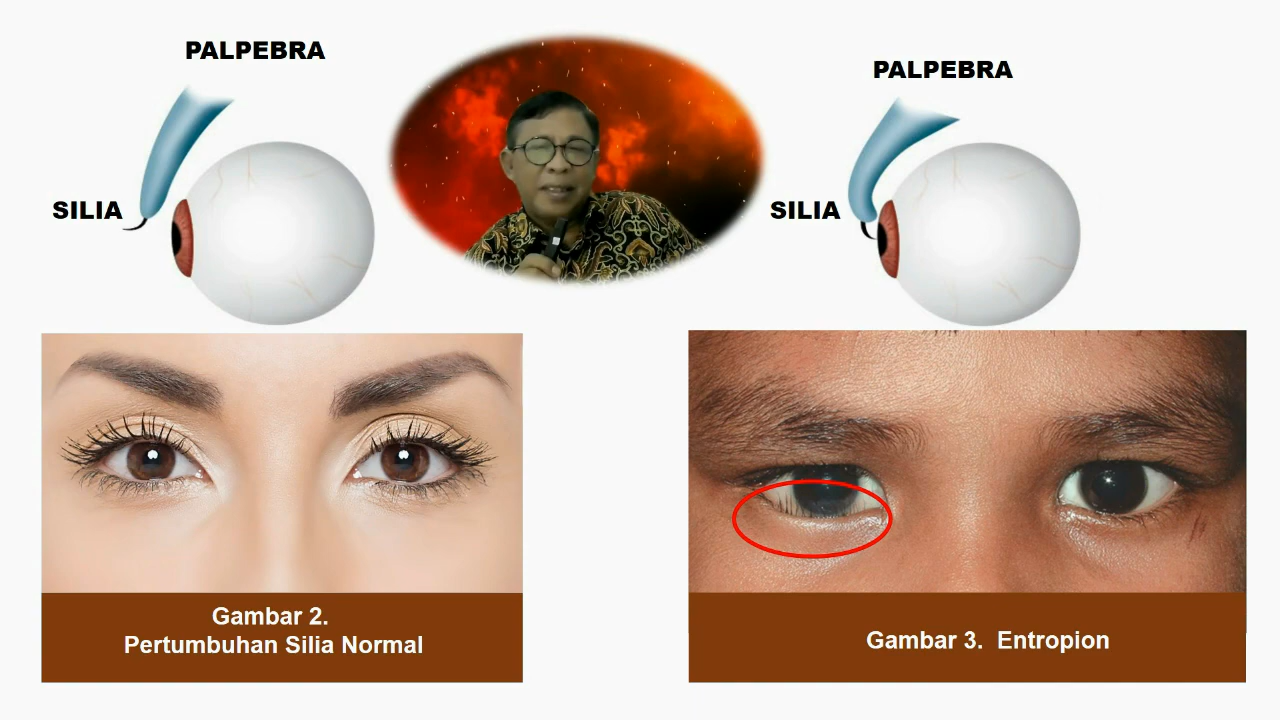 PALPEBRA
SILIA
PALPEBRA
SILIA
Gambar 2.
Pertumbuhan Silia Normal
Gambar 3.  Entropion